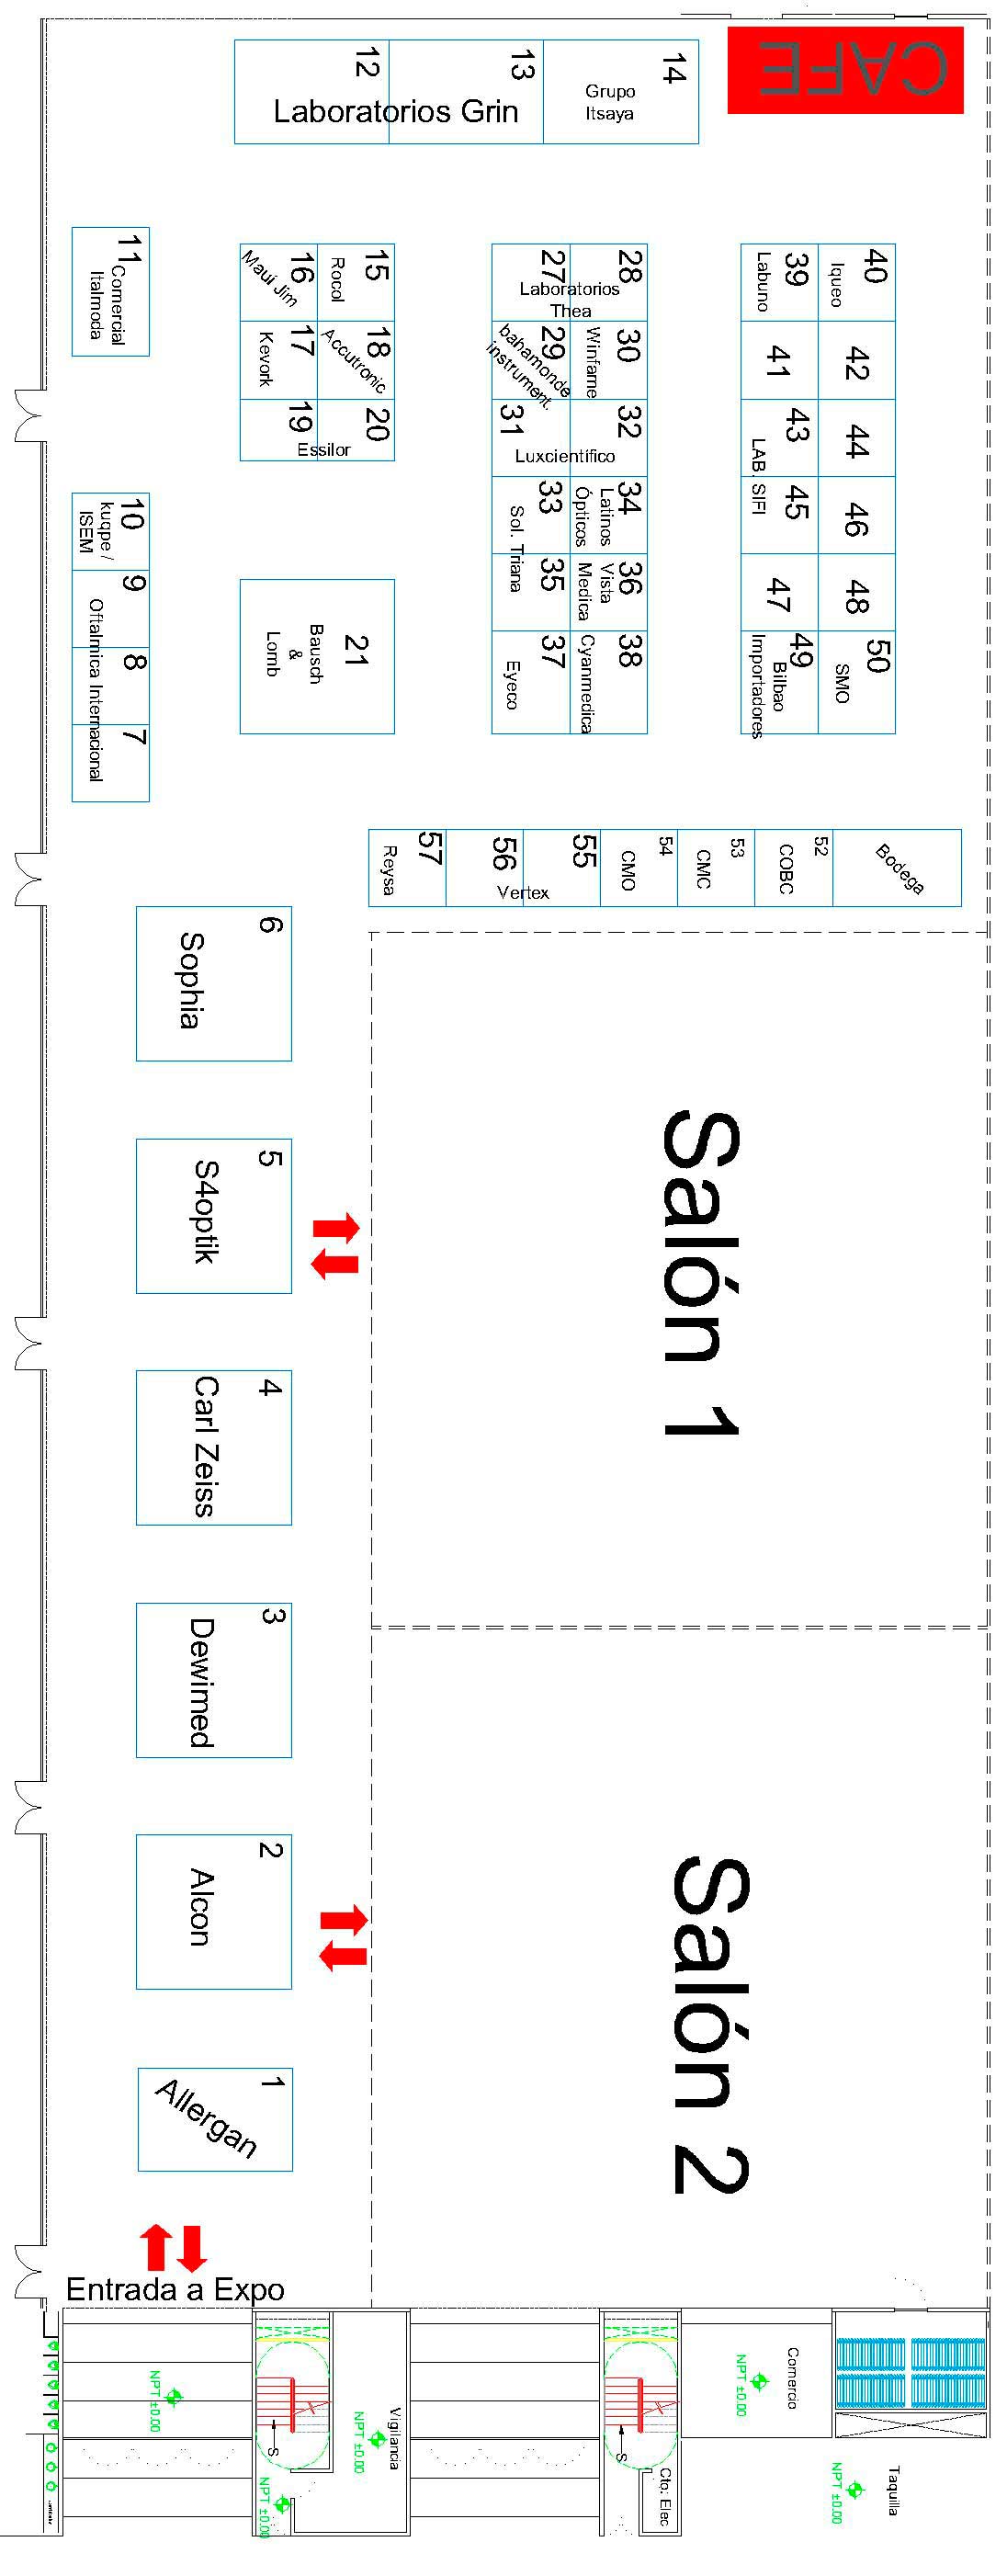 CAFE
12
13
14
Laboratorios Grin
Grupo
Itsaya
11
Comercial
Italmoda
16
Maui Jim
15
Rocol
17
Kevork
18
Accutronic
19
20
Essilor
27
28
Laboratorios
Thea
29
bahamonde
instrument.
30
Winfame
31
32
Luxcientífico
33
35
Sol. Triana
34
Latinos
Ópticos
36
Vista
Medica
37
Eyeco
38
Cyanmedica
39
Labuno
40
Iqueo
41
42
43
44
45
LAB. SIFI
46
47
48
49
Bilbao
Importadores
50
SMO
10
kuqpe /
ISEM
9
8
7
Oftalmica Internacional
21
Bausch
&
Lomb
57
Reysa
56
55
Vertex
54
CMO
53
CMC
52
COBC
Bodega
6
Sophia
5
S4optik
4
Carl Zeiss
3
Dewimed
2
Alcon
1
Allergan
Salón 1
Salón 2
Entrada a Expo
NPT ±0.00
S
NPT ±0.00
Vigilancia
NPT ±0.00
S
Cto; Elec
Comercio
NPT ±0.00
Taquilla
NPT ±0.00